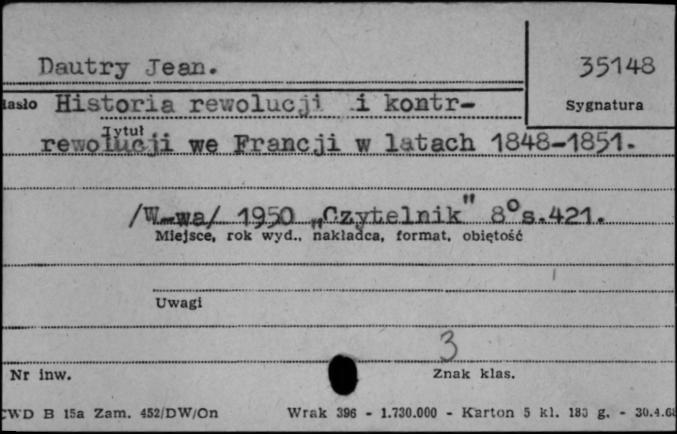 Dautry Jean.
35148
Hasło Historia rewolucji i kontr-
Sygnatura
Tytuł
rewolucji we Francji w latach 1848-1851.
/W-wa/ 1950 „Czytelnik" 8° s.421.
Miejsce, rok wyd., nakładca, format, objętość
Uwagi
3
Nr inw.
Znak klas.
CWD B 15a Zam. 452/DW/On Wrak 396 - 1.730.000 - Karton 5 kl. 180 g. - 30.4.68